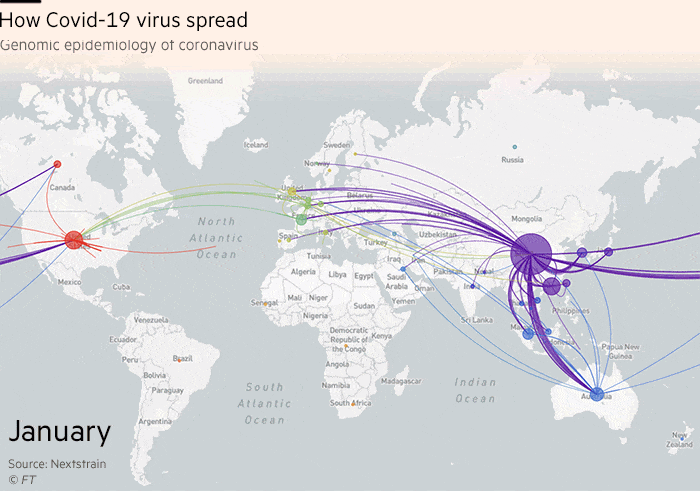 How Covid-19 virus spread
Genomic epidemiology of coronavirus
Greenland
Iceland
Sweden
Norway
Russia
Canada
United
Kingdom
Belarus
Ukraine
Kazakhstan
Mongolia
North
Atlantic
Ocean
Spain
Turkey
Uzbekistan
Tunisia
Iraq
Iran
Pakistan
Nepal
Algeria
Libya
Egypt
Saudi
Arabia
Oman
India
Mexico
Cuba
Senegal
Mali
Niger
Sudan
Yemen
Philippines
Nigeria
Sri Lanka
Venezuela
Democratic
Republic of
the Congo
Kenya
Indonesia
Ecuador
Papua New
Guinea
Peru
Brazil
Angola
Bolivia
Paraguay
Namibia
Madagascar
South
Atlantic
Ocean
Indian
Ocean
South Africa
Australia
Argentina
New
Zealand
January
Source: Nextstrain
© FT